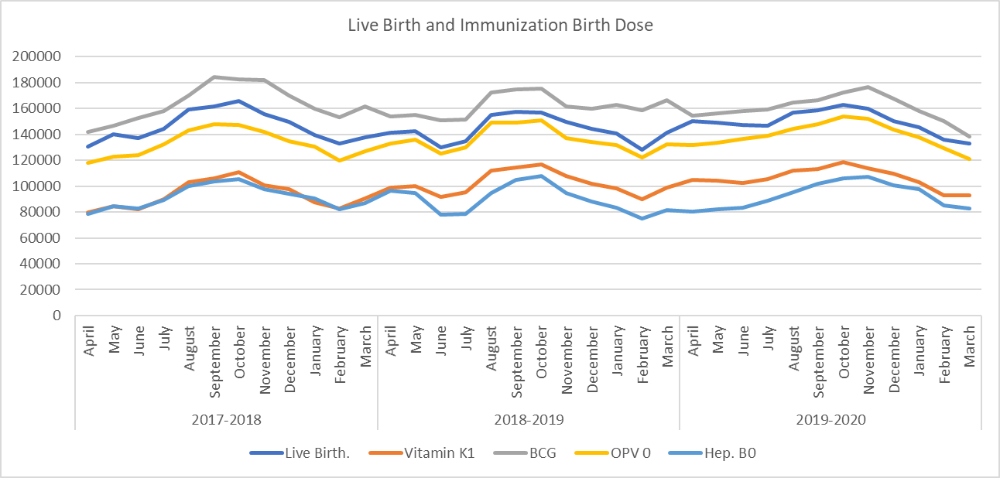 Live Birth and Immunization Birth Dose
200000
180000
160000
140000
120000
100000
80000
60000
40000
20000
0
April
May
June
July
August
September
October
November
December
January
February
March
April
May
June
July
August
September
October
November
December
January
February
March
April
May
June
July
August
September
October
November
December
January
February
March
2017-2018 2018-2019 2019-2020
Live Birth. Vitamin K1 BCG OPV 0 Hep. B0